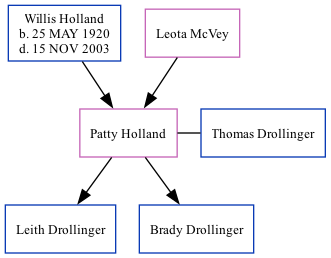 Willis Holland
b. 25 MAY 1920
d. 15 NOV 2003
Leota McVey
Patty Holland
Thomas Drollinger
Leith Drollinger
Brady Drollinger